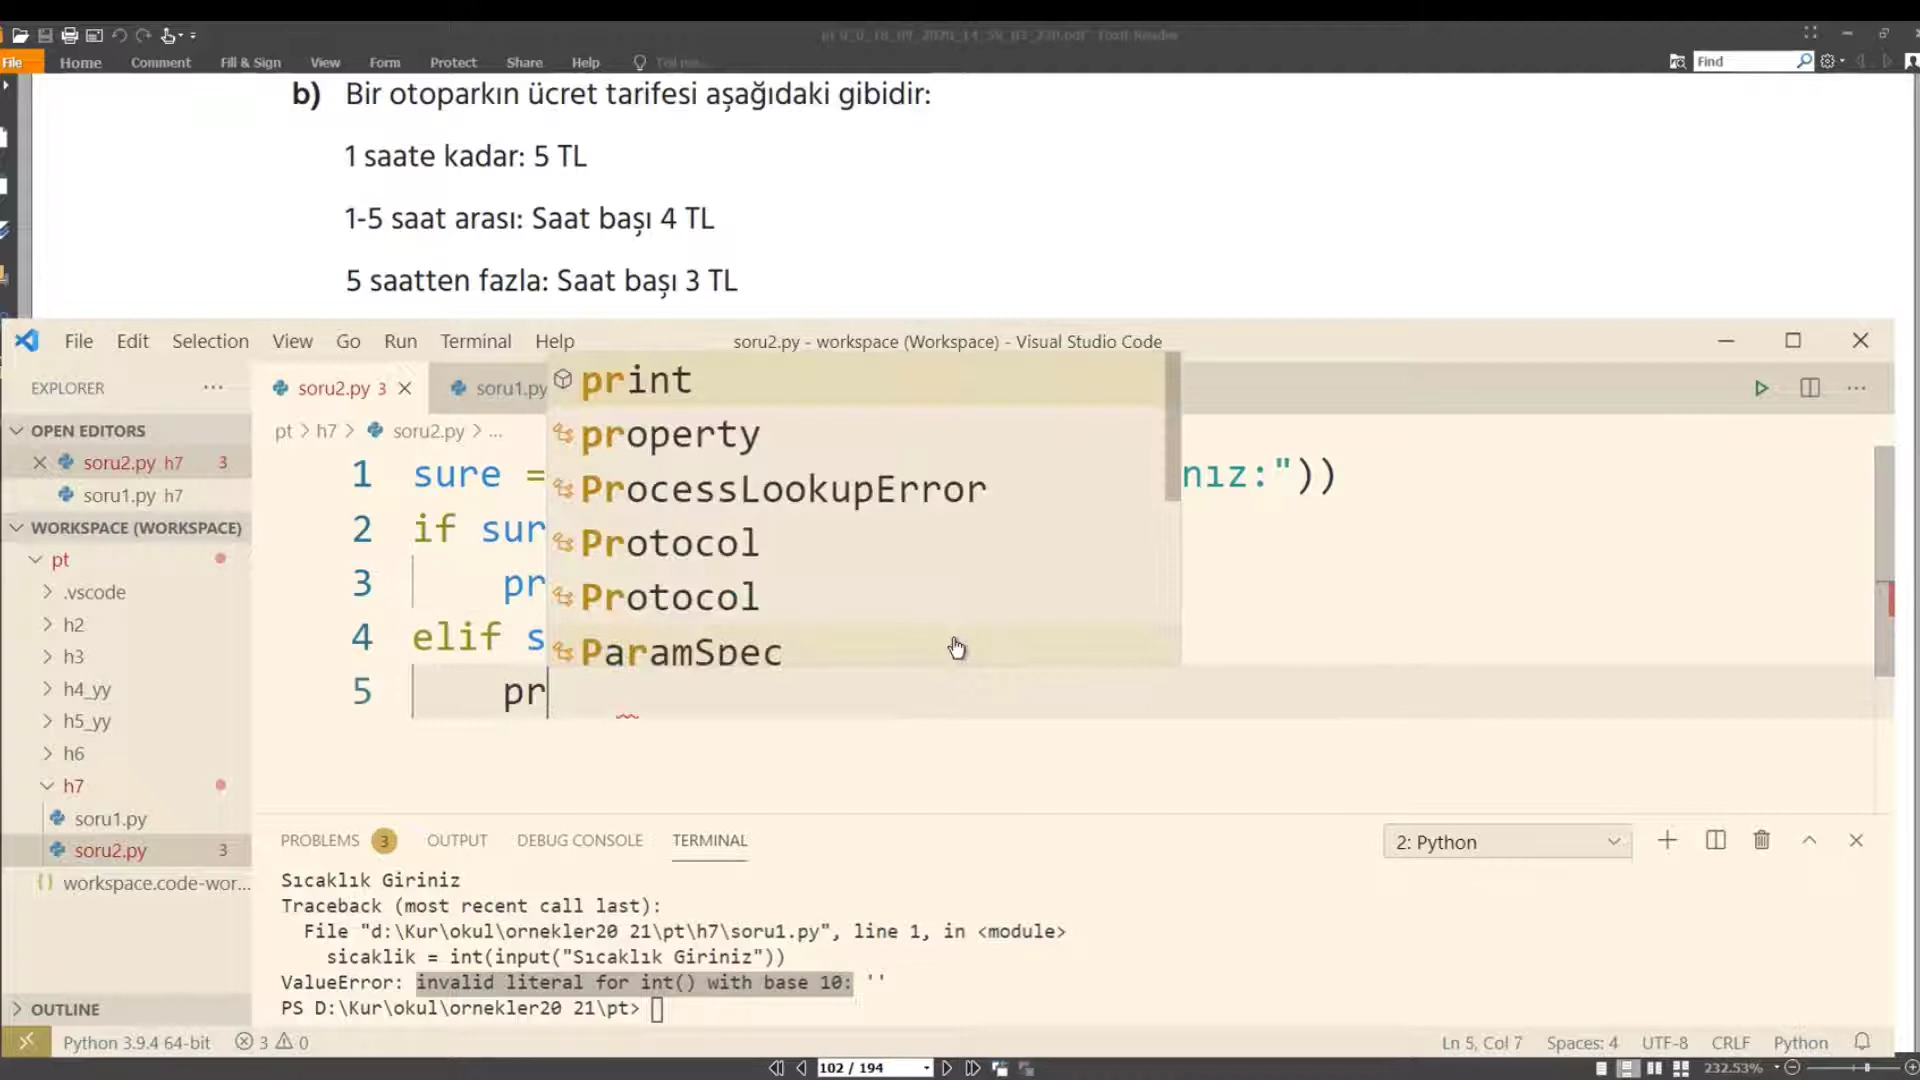 File Home Comment Fill & Sign View Form Protect Share Help Find
b) Bir otoparkın ücret tarifesi aşağıdaki gibidir:
1 saate kadar: 5 TL
1-5 saat arası: Saat başı 4 TL
5 saatten fazla: Saat başı 3 TL
File Edit Selection View Go Run Terminal Help soru2.py - workspace (Workspace) - Visual Studio Code
EXPLORER ... soru2.py 3 soru1.py ...
OPEN EDITORS
soru2.py h7 3
soru1.py h7
WORKSPACE (WORKSPACE)
pt
.vscode
h2
h3
h4_yy
h5_yy
h6
h7
soru1.py
soru2.py 3
workspace.code-wor...
OUTLINE
pt > h7 > soru2.py > ...
1 sure = nız:"))
2 if sur
3 pr
4 elif s
5 pr
print
property
ProcessLookupError
Protocol
Protocol
ParamSpec
PROBLEMS 3 OUTPUT DEBUG CONSOLE TERMINAL 2: Python
Sıcaklık Giriniz
Traceback (most recent call last):
File "d:\Kur\okul\ornekler20 21\pt\h7\soru1.py", line 1, in <module>
sicaklik = int(input("Sıcaklık Giriniz"))
ValueError: invalid literal for int() with base 10: ''
PS D:\Kur\okul\ornekler20 21\pt>
Python 3.9.4 64-bit 3 0 Ln 5, Col 7 Spaces: 4 UTF-8 CRLF Python
102 / 194 232.53%